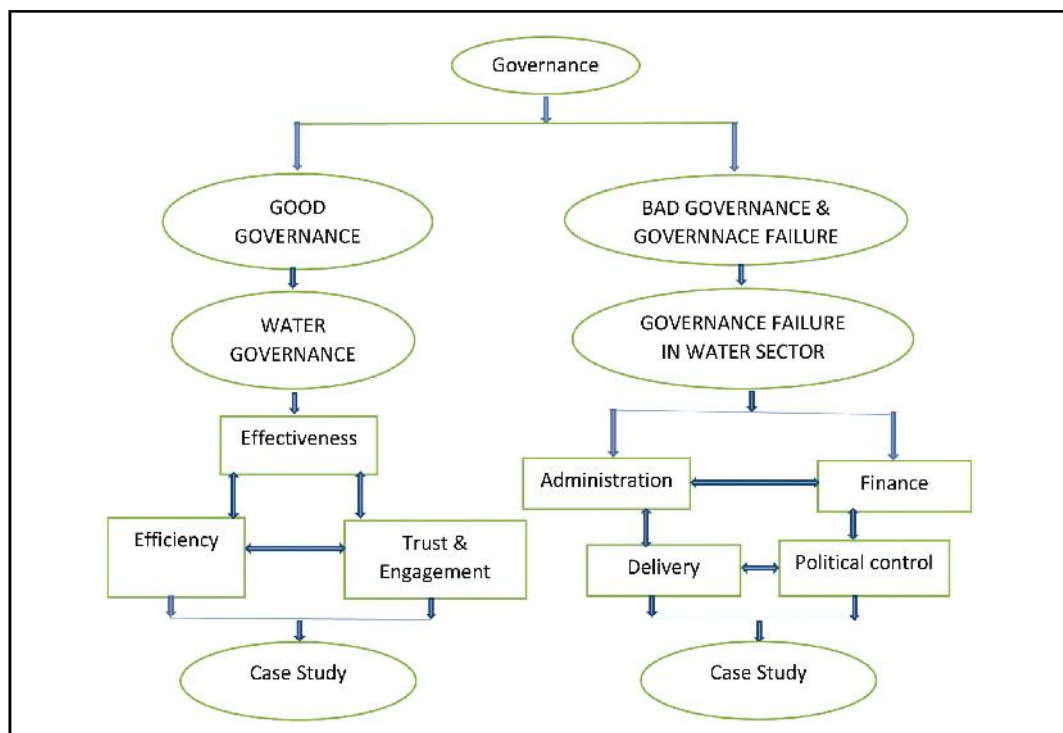 Governance
GOOD
GOVERNANCE
BAD GOVERNANCE &
GOVERNNACE FAILURE
WATER
GOVERNANCE
GOVERNANCE FAILURE
IN WATER SECTOR
Effectiveness
Administration
Finance
Efficiency
Trust &
Engagement
Delivery
Political control
Case Study
Case Study